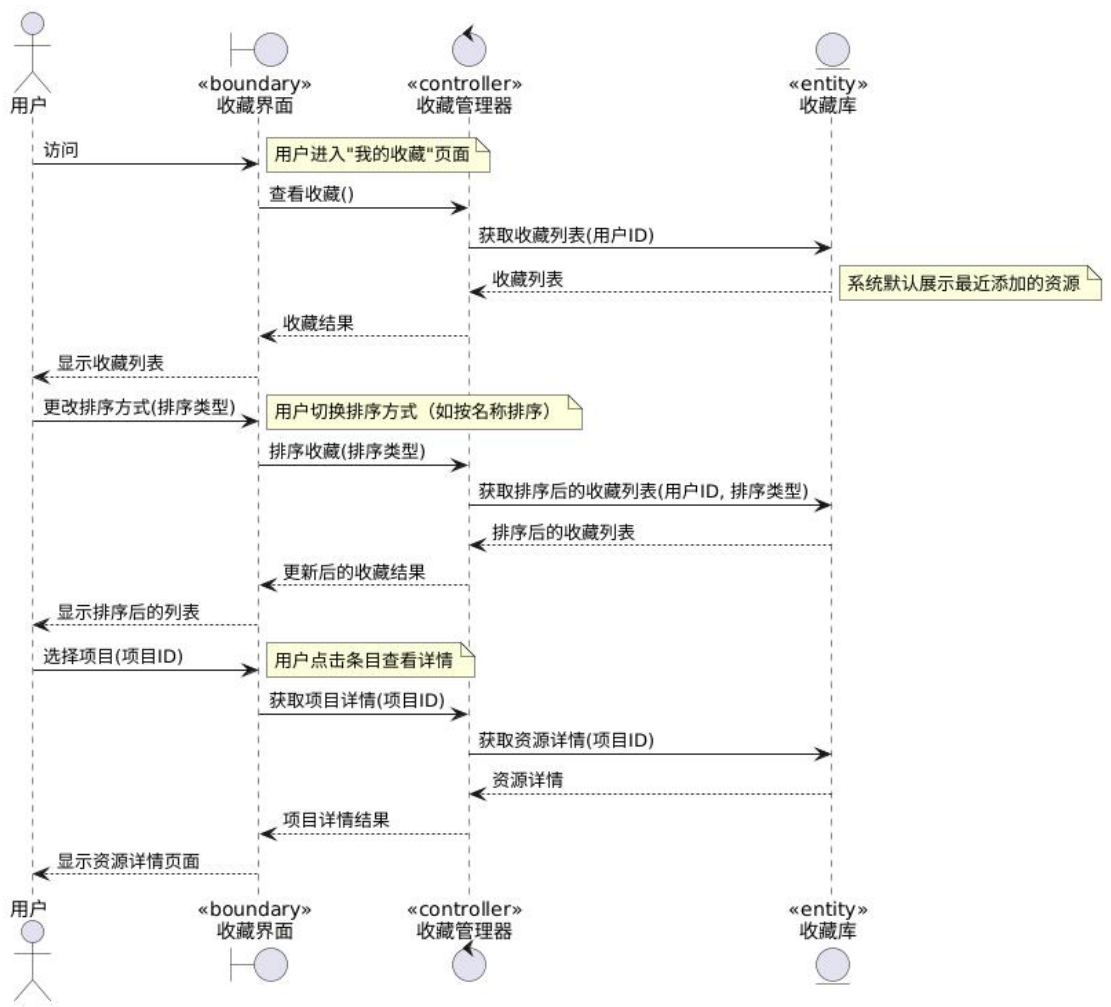 «boundary»
«controller»
«entity»
用户
收藏界面
收藏管理器
收藏库
访问
用户进入"我的收藏"页面
查看收藏()
获取收藏列表(用户ID)
收藏列表
系统默认展示最近添加的资源
收藏结果
显示收藏列表
更改排序方式(排序类型)
用户切换排序方式（如按名称排序）
排序收藏(排序类型)
获取排序后的收藏列表(用户ID, 排序类型)
排序后的收藏列表
更新后的收藏结果
显示排序后的列表
选择项目(项目ID)
用户点击条目查看详情
获取项目详情(项目ID)
获取资源详情(项目ID)
资源详情
项目详情结果
显示资源详情页面
用户
«boundary»
«controller»
«entity»
收藏界面
收藏管理器
收藏库